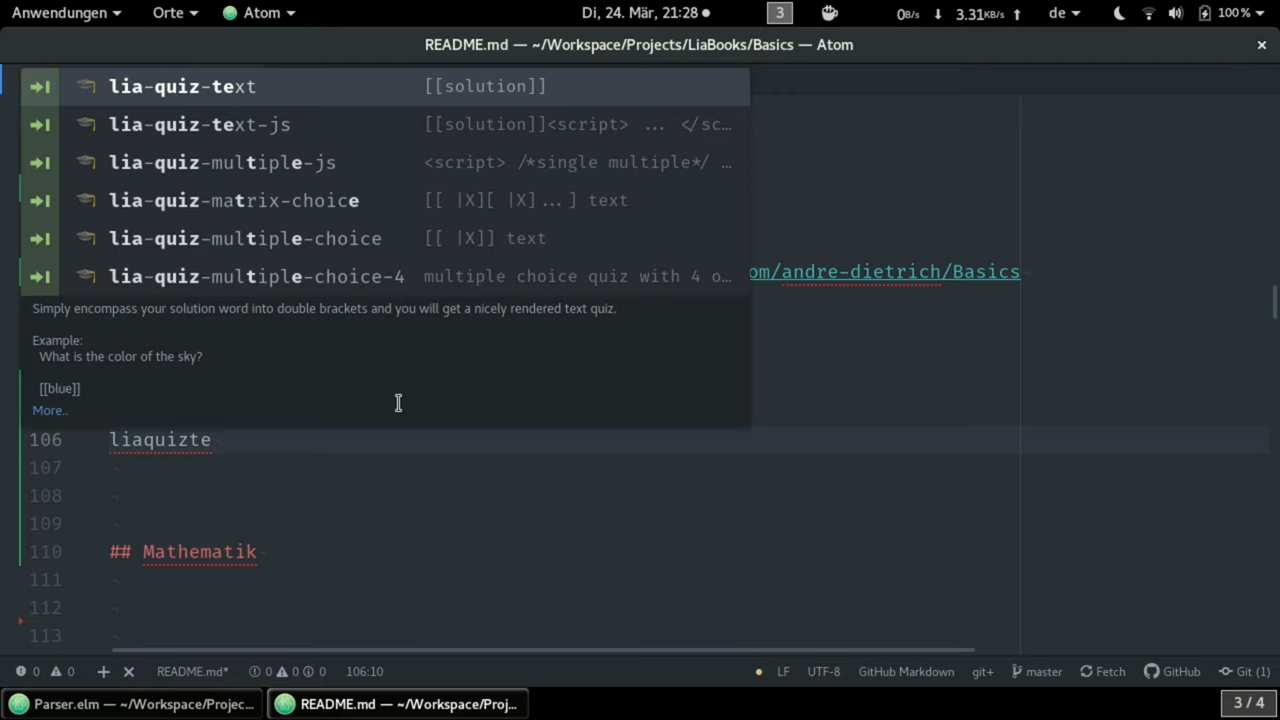 Anwendungen Orte Atom Di, 24. Mär, 21:28 3 0B/s 3.31KB/s de 100 %
README.md — ~/Workspace/Projects/LiaBooks/Basics — Atom
lia-quiz-text [[solution]]
lia-quiz-text-js [[solution]]<script> ... </sc…
lia-quiz-multiple-js <script> /*single multiple*/ …
lia-quiz-matrix-choice [[ |X][ |X]...] text
lia-quiz-multiple-choice [[ |X]] text
om/andre-dietrich/Basics
lia-quiz-multiple-choice-4 multiple choice quiz with 4 o…
Simply encompass your solution word into double brackets and you will get a nicely rendered text quiz.
Example:
What is the color of the sky?
[[blue]]
More..
106 liaquizte
107
108
109
110 ## Mathematik
111
112
113
0 0 README.md* 0 0 0 106:10 LF UTF-8 GitHub Markdown git+ master Fetch GitHub Git (1)
Parser.elm — ~/Workspace/Projec… README.md — ~/Workspace/Proj… 3 / 4